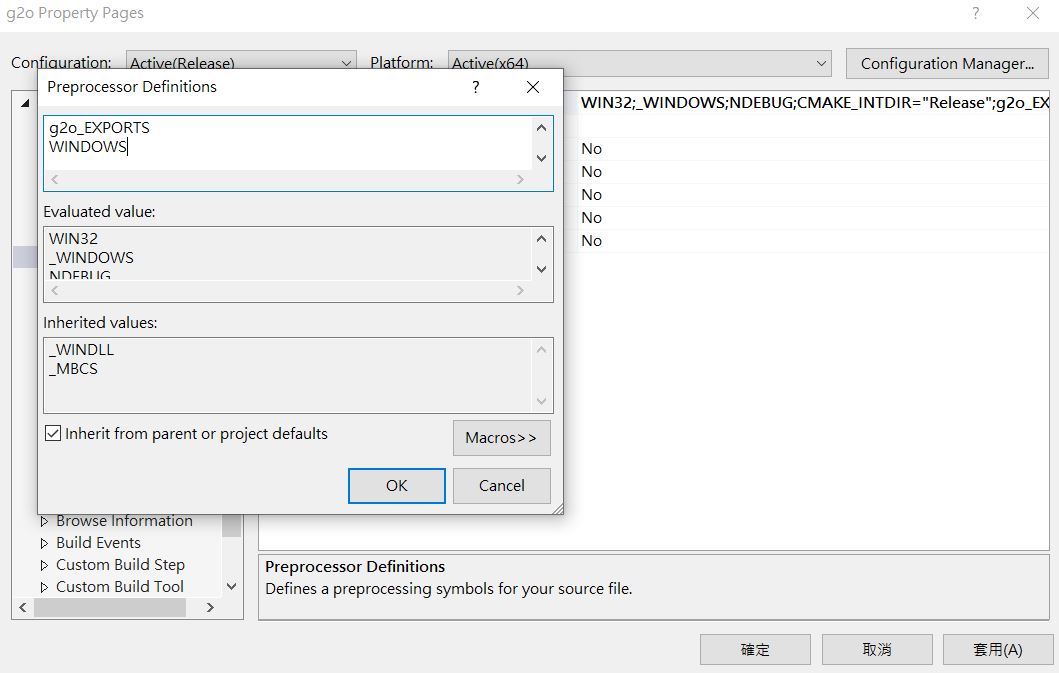 g2o Property Pages
?
Configuration: Active(Release) Platform: Active(x64) Configuration Manager...
Preprocessor Definitions
?
WIN32;_WINDOWS;NDEBUG;CMAKE_INTDIR="Release";g2o_EX
g2o_EXPORTS
WINDOWS
No
No
No
No
No
Evaluated value:
WIN32
_WINDOWS
NDEBUG
Inherited values:
_WINDLL
_MBCS
Inherit from parent or project defaults
Macros>>
OK
Cancel
Browse Information
Build Events
Custom Build Step
Custom Build Tool
Preprocessor Definitions
Defines a preprocessing symbols for your source file.
確定
取消
套用(A)